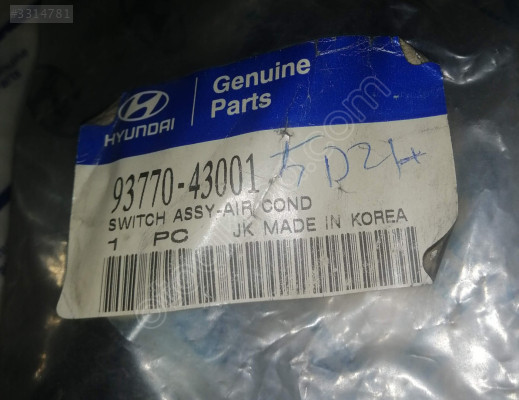 #3314781
HYUNDAI
Genuine
Parts
93770-43001
SWITCH ASSY-AIR COND
1 PC JK MADE IN KOREA